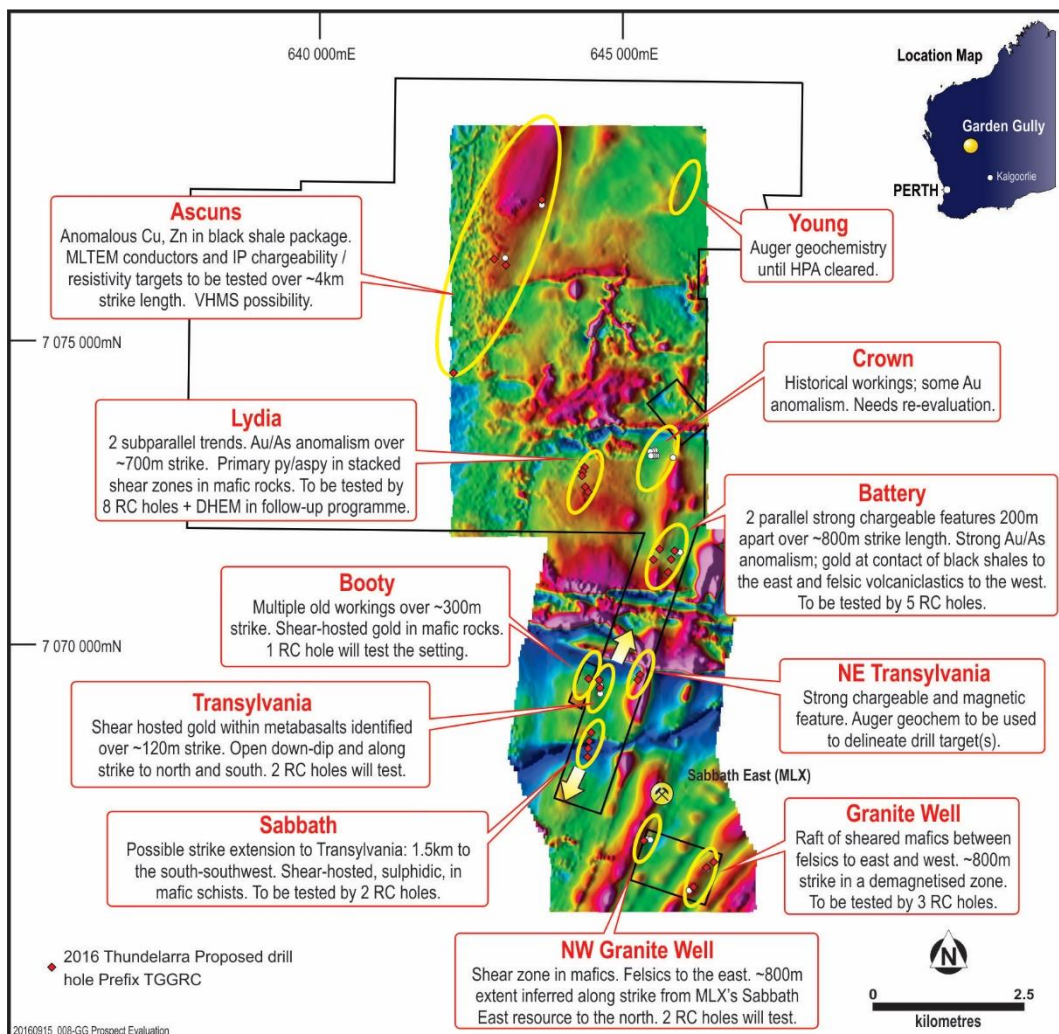 640 000mE
645 000mE
Location Map
Garden Gully
Kalgoorlie
PERTH
Ascuns
Anomalous Cu, Zn in black shale package.
MLTEM conductors and IP chargeability /
resistivity targets to be tested over ~4km
strike length. VHMS possibility.
Young
Auger geochemistry
until HPA cleared.
7 075 000mN
Crown
Historical workings; some Au
anomalism. Needs re-evaluation.
Lydia
2 subparallel trends. Au/As anomalism over
~700m strike. Primary py/aspy in stacked
shear zones in mafic rocks. To be tested by
8 RC holes + DHEM in follow-up programme.
Battery
2 parallel strong chargeable features 200m
apart over ~800m strike length. Strong Au/As
anomalism; gold at contact of black shales to
the east and felsic volcaniclastics to the west.
To be tested by 5 RC holes.
Booty
Multiple old workings over ~300m
strike. Shear-hosted gold in mafic rocks.
1 RC hole will test the setting.
7 070 000mN
Transylvania
Shear hosted gold within metabasalts identified
over ~120m strike. Open down-dip and along
strike to north and south. 2 RC holes will test.
NE Transylvania
Strong chargeable and magnetic
feature. Auger geochem to be used
to delineate drill target(s).
Sabbath East (MLX)
Sabbath
Possible strike extension to Transylvania: 1.5km to
the south-southwest. Shear-hosted, sulphidic, in
mafic schists. To be tested by 2 RC holes.
Granite Well
Raft of sheared mafics between
felsics to east and west. ~800m
strike in a demagnetised zone.
To be tested by 3 RC holes.
NW Granite Well
Shear zone in mafics. Felsics to the east. ~800m
extent inferred along strike from MLX's Sabbath
East resource to the north. 2 RC holes will test.
2016 Thundelarra Proposed drill
hole Prefix TGGRC
N
0 2.5
kilometres
20160915_008-GG Prospect Evaluation